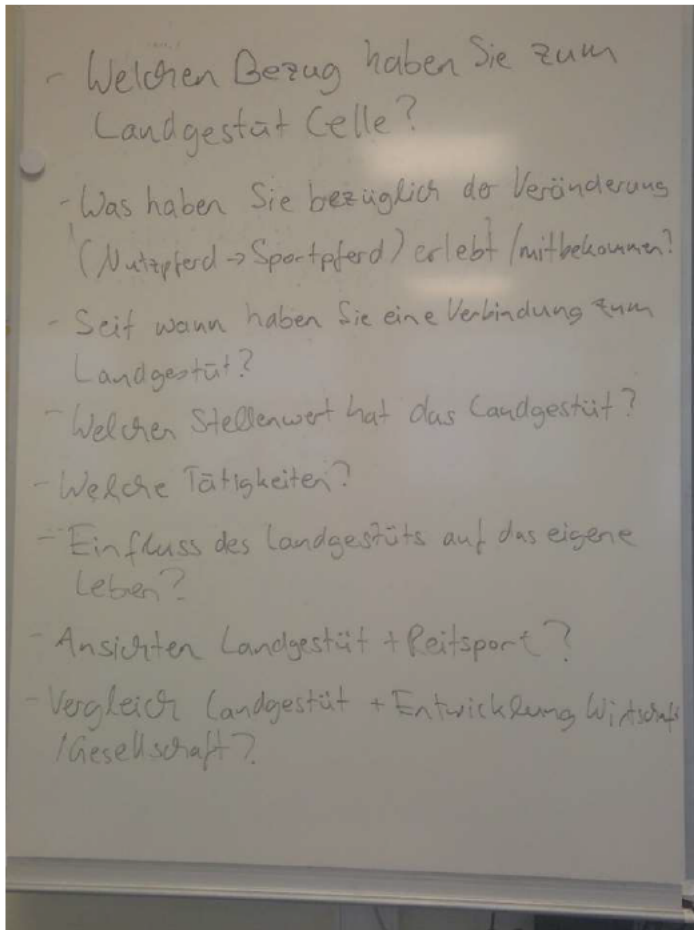 - Welchen Bezug haben Sie zum
Landgestüt Celle?
- Was haben Sie bezüglich der Veränderung
(Nutzpferd → Sportpferd) erlebt/mitbekommen?
- Seit wann haben Sie eine Verbindung zum
Landgestüt?
- Welchen Stellenwert hat das Landgestüt?
- Welche Tätigkeiten?
- Einfluss des Landgestüts auf das eigene
Leben?
- Ansichten Landgestüt + Reitsport?
- Vergleich Landgestüt + Entwicklung Wirtschaft
/Gesellschaft?